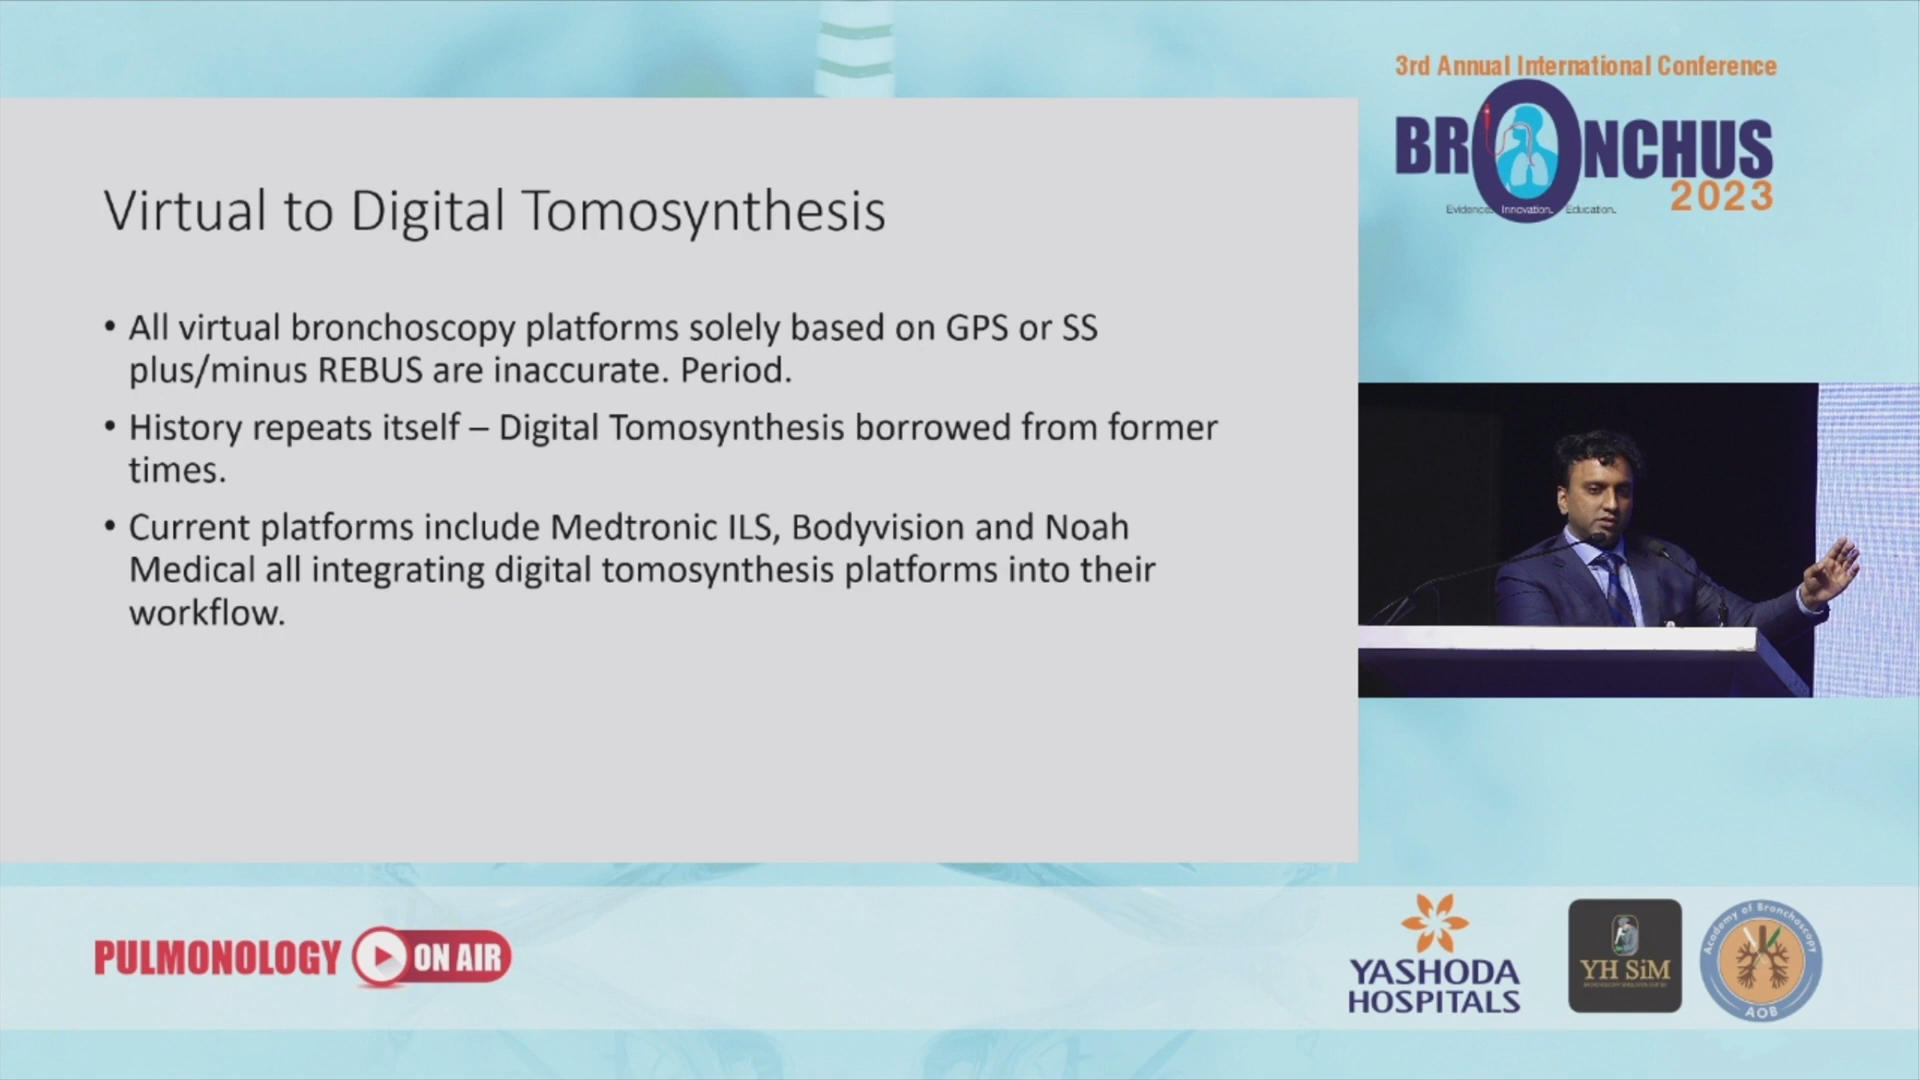 3rd Annual International Conference
BRONCHUS
2023
Evidence. Innovation. Education.
Virtual to Digital Tomosynthesis
• All virtual bronchoscopy platforms solely based on GPS or SS
plus/minus REBUS are inaccurate. Period.
• History repeats itself – Digital Tomosynthesis borrowed from former
times.
• Current platforms include Medtronic ILS, Bodyvision and Noah
Medical all integrating digital tomosynthesis platforms into their
workflow.
PULMONOLOGY ON AIR
YASHODA
HOSPITALS
YH SiM
Academy of Bronchoscopy
AOB